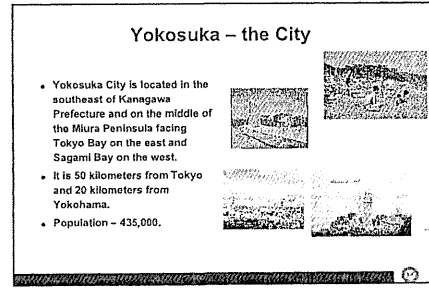 Yokosuka – the City
• Yokosuka City is located in the
southeast of Kanagawa
Prefecture and on the middle of
the Miura Peninsula facing
Tokyo Bay on the east and
Sagami Bay on the west.
• It is 50 kilometers from Tokyo
and 20 kilometers from
Yokohama.
• Population – 435,000.